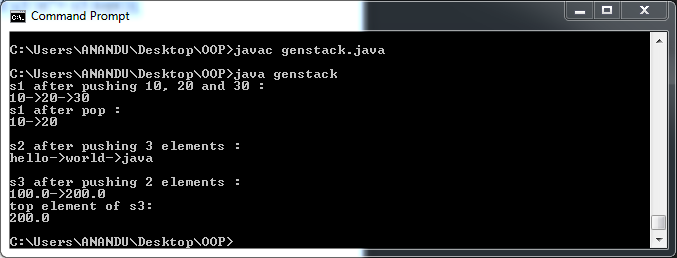 Command Prompt
C:\Users\ANANDU\Desktop\OOP>javac genstack.java
C:\Users\ANANDU\Desktop\OOP>java genstack
s1 after pushing 10, 20 and 30 :
10->20->30
s1 after pop :
10->20
s2 after pushing 3 elements :
hello->world->java
s3 after pushing 2 elements :
100.0->200.0
top element of s3:
200.0
C:\Users\ANANDU\Desktop\OOP>